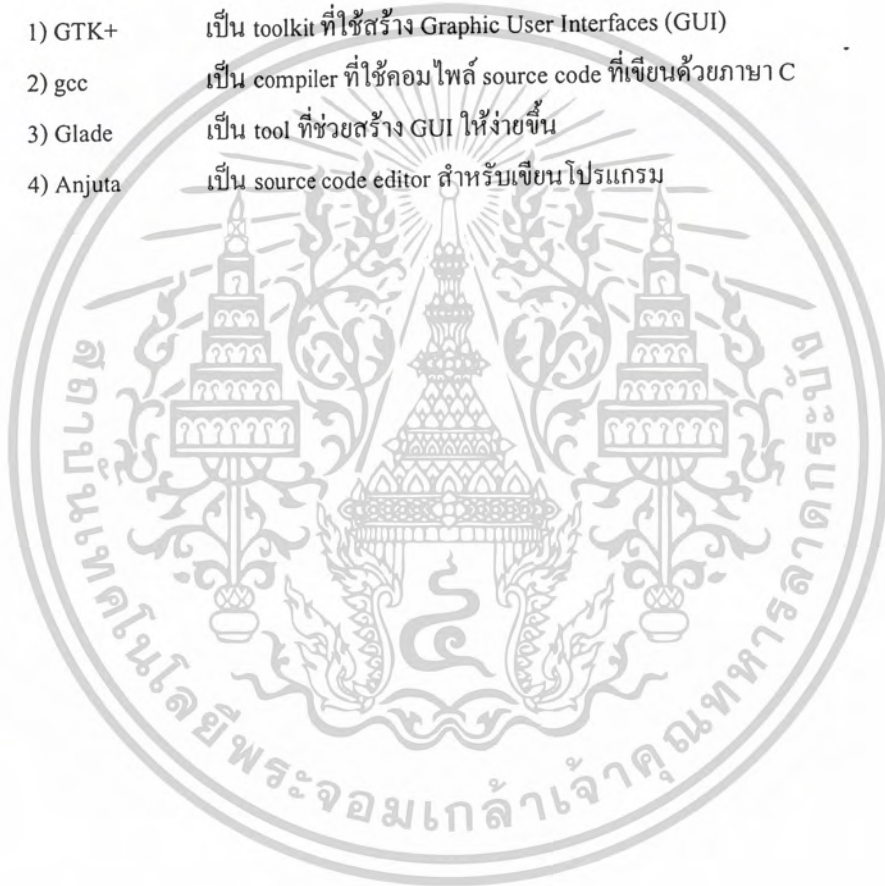 1) GTK+ เป็น toolkit ที่ใช้สร้าง Graphic User Interfaces (GUI)
2) gcc เป็น compiler ที่ใช้คอมไพล์ source code ที่เขียนด้วยภาษา C
3) Glade เป็น tool ที่ช่วยสร้าง GUI ให้ง่ายขึ้น
4) Anjuta เป็น source code editor สำหรับเขียนโปรแกรม
สถาบันเทคโนโลยีพระจอมเกล้าเจ้าคุณทหารลาดกระบัง